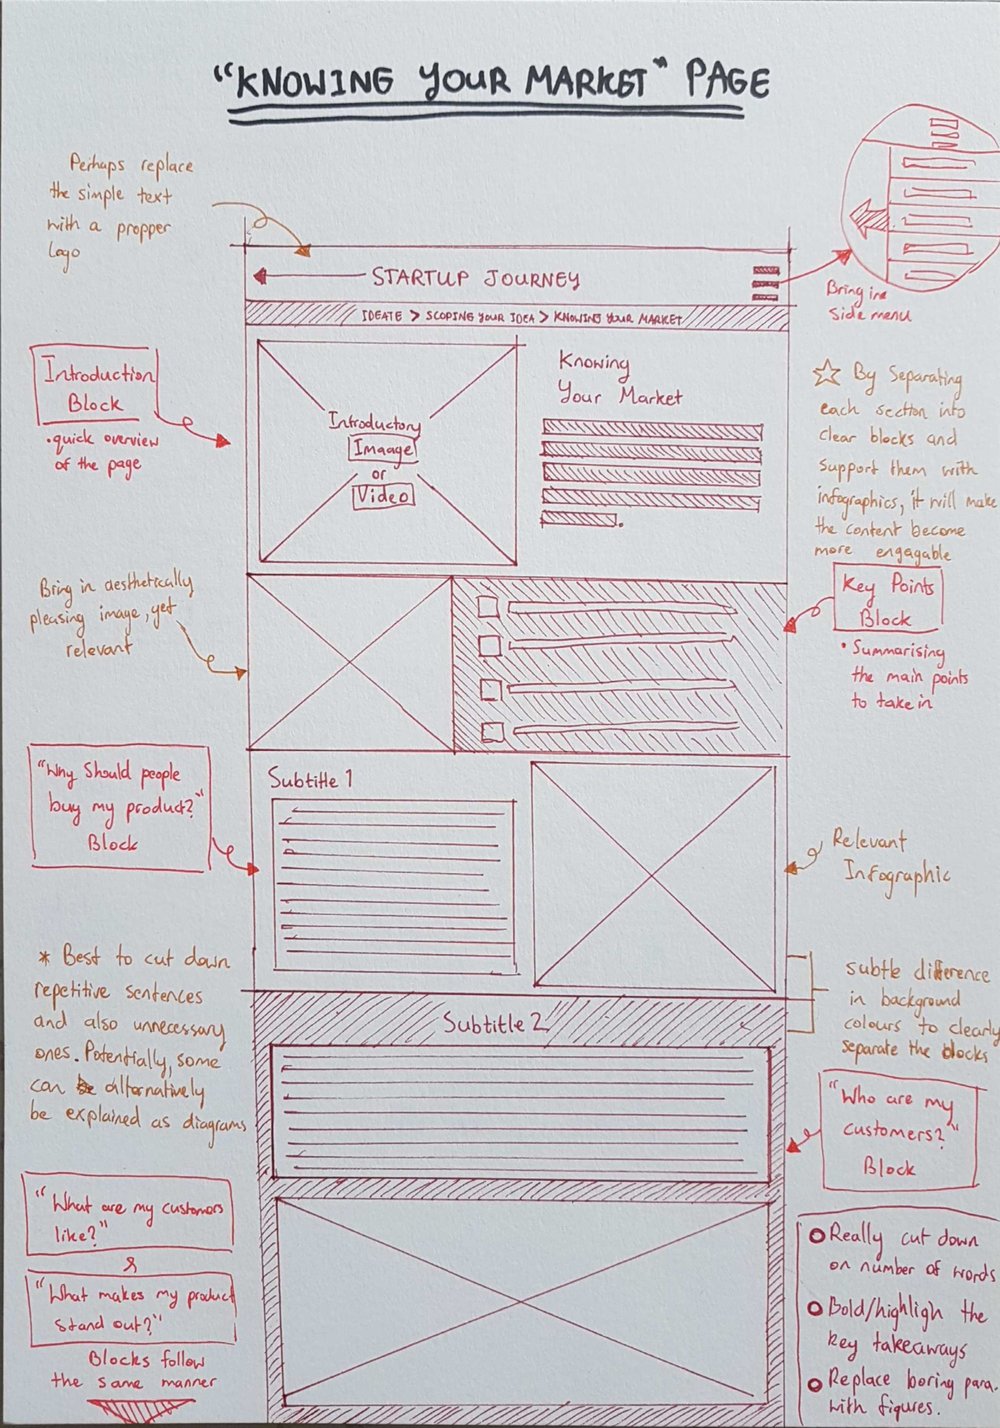 "KNOWING YOUR MARKET" PAGE
Perhaps replace
the simple text
with a propper
logo
STARTUP JOURNEY
IDEATE > SCOPING YOUR IDEA > KNOWING YOUR MARKET
Bring in
Side menu
Introduction
Block
• quick overview
of the page
Introductory
Imaage
or
Video
Knowing
Your Market
☆ By Separating
each section into
clear blocks and
support them with
infographics, it will make
the content become
more engagable
Bring in aesthetically
pleasing image, yet
relevant
Key Points
Block
• Summarising
the main points
to take in
"Why Should people
buy my product?"
Block
Subtitle 1
Relevant
Infographic
* Best to cut down
repetitive sentences
and also unnecessary
ones. Potentially, some
can alternatively
be explained as diagrams
subtle difference
in background
colours to clearly
separate the blocks
Subtitle 2
"Who are my
customers?"
Block
"What are my customers
like?"
&
"What makes my product
stand out?"
Blocks follow
the same manner
Really cut down
on number of words
Bold/highligh the
key takeaways
Replace boring para.
with figures.